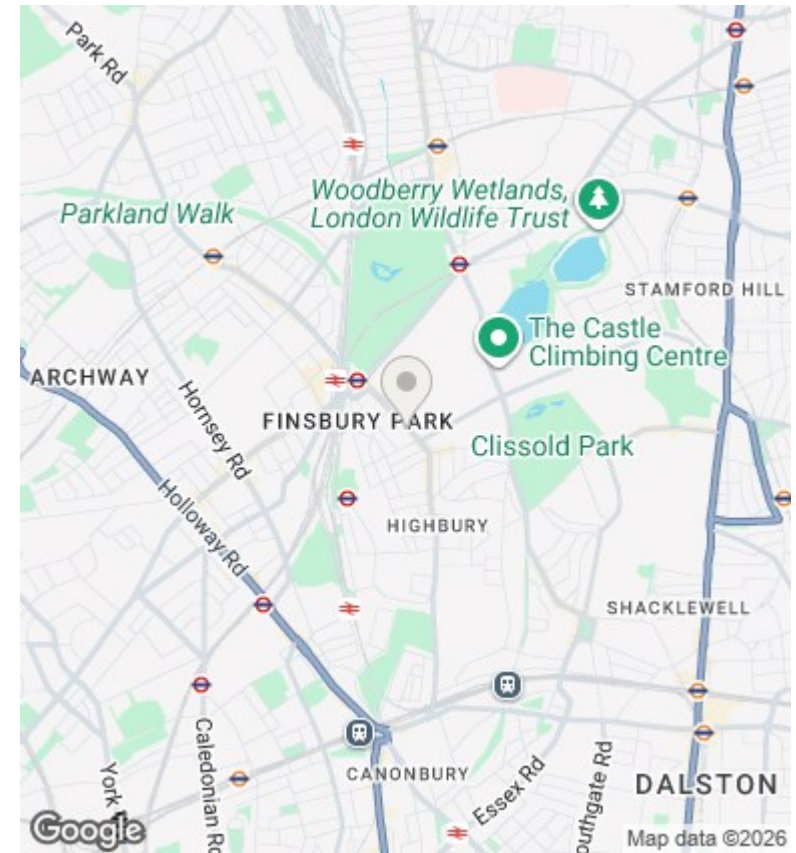 Park Rd
Woodberry Wetlands,
London Wildlife Trust
Parkland Walk
STAMFORD HILL
The Castle
Climbing Centre
ARCHWAY
FINSBURY PARK
Hornsey Rd
Clissold Park
Holloway Rd
HIGHBURY
SHACKLEWELL
Caledonian Rd
CANONBURY
Essex Rd
DALSTON
York
Google
Map data ©2026